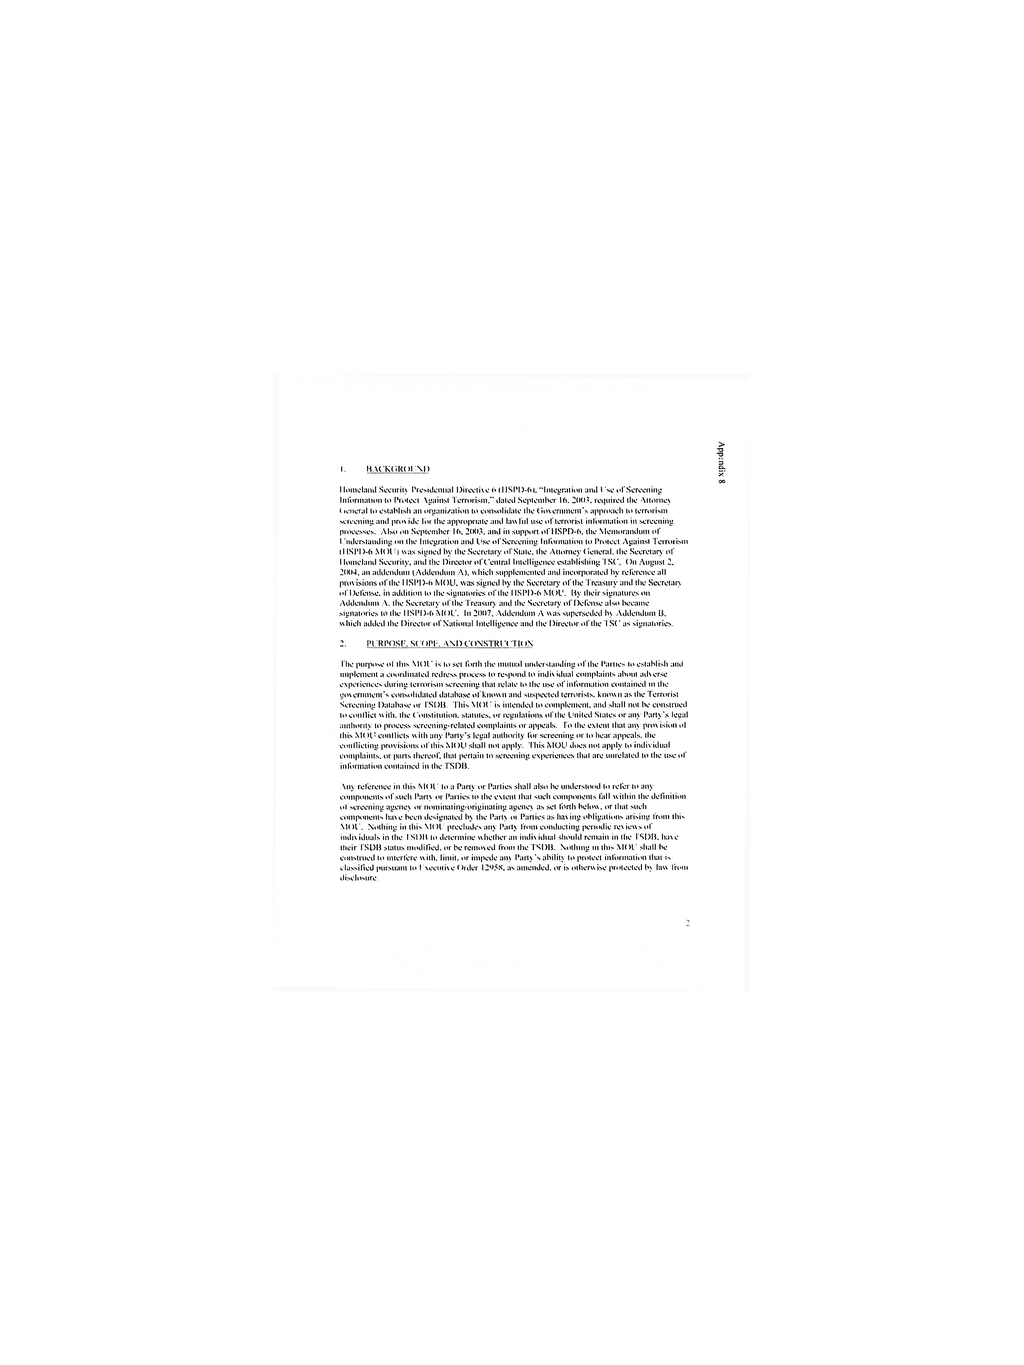 Appendix 8
1. BACKGROUND
Homeland Security Presidential Directive 6 (HSPD-6), "Integration and Use of Screening
Information to Protect Against Terrorism," dated September 16, 2003, required the Attorney
General to establish an organization to consolidate the Government's approach to terrorism
screening and provide for the appropriate and lawful use of terrorist information in screening
processes. Also on September 16, 2003, and in support of HSPD-6, the Memorandum of
Understanding on the Integration and Use of Screening Information to Protect Against Terrorism
(HSPD-6 MOU) was signed by the Secretary of State, the Attorney General, the Secretary of
Homeland Security, and the Director of Central Intelligence establishing TSC. On August 2,
2004, an addendum (Addendum A), which supplemented and incorporated by reference all
provisions of the HSPD-6 MOU, was signed by the Secretary of the Treasury and the Secretary
of Defense, in addition to the signatories of the HSPD-6 MOU. By their signatures on
Addendum A, the Secretary of the Treasury and the Secretary of Defense also became
signatories to the HSPD-6 MOU. In 2007, Addendum A was superseded by Addendum B,
which added the Director of National Intelligence and the Director of the TSC as signatories.
2. PURPOSE, SCOPE, AND CONSTRUCTION
The purpose of this MOU is to set forth the mutual understanding of the Parties to establish and
implement a coordinated redress process to respond to individual complaints about adverse
experiences during terrorism screening that relate to the use of information contained in the
government's consolidated database of known and suspected terrorists, known as the Terrorist
Screening Database or TSDB. This MOU is intended to complement, and shall not be construed
to conflict with, the Constitution, statutes, or regulations of the United States or any Party's legal
authority to process screening-related complaints or appeals. To the extent that any provision of
this MOU conflicts with any Party's legal authority for screening or to hear appeals, the
conflicting provisions of this MOU shall not apply. This MOU does not apply to individual
complaints, or parts thereof, that pertain to screening experiences that are unrelated to the use of
information contained in the TSDB.
Any reference in this MOU to a Party or Parties shall also be understood to refer to any
components of such Party or Parties to the extent that such components fall within the definition
of screening agency or nominating/originating agency as set forth below, or that such
components have been designated by the Party or Parties as having obligations arising from this
MOU. Nothing in this MOU precludes any Party from conducting periodic reviews of
individuals in the TSDB to determine whether an individual should remain in the TSDB, have
their TSDB status modified, or be removed from the TSDB. Nothing in this MOU shall be
construed to interfere with, limit, or impede any Party's ability to protect information that is
classified pursuant to Executive Order 12958, as amended, or is otherwise protected by law from
disclosure.
2